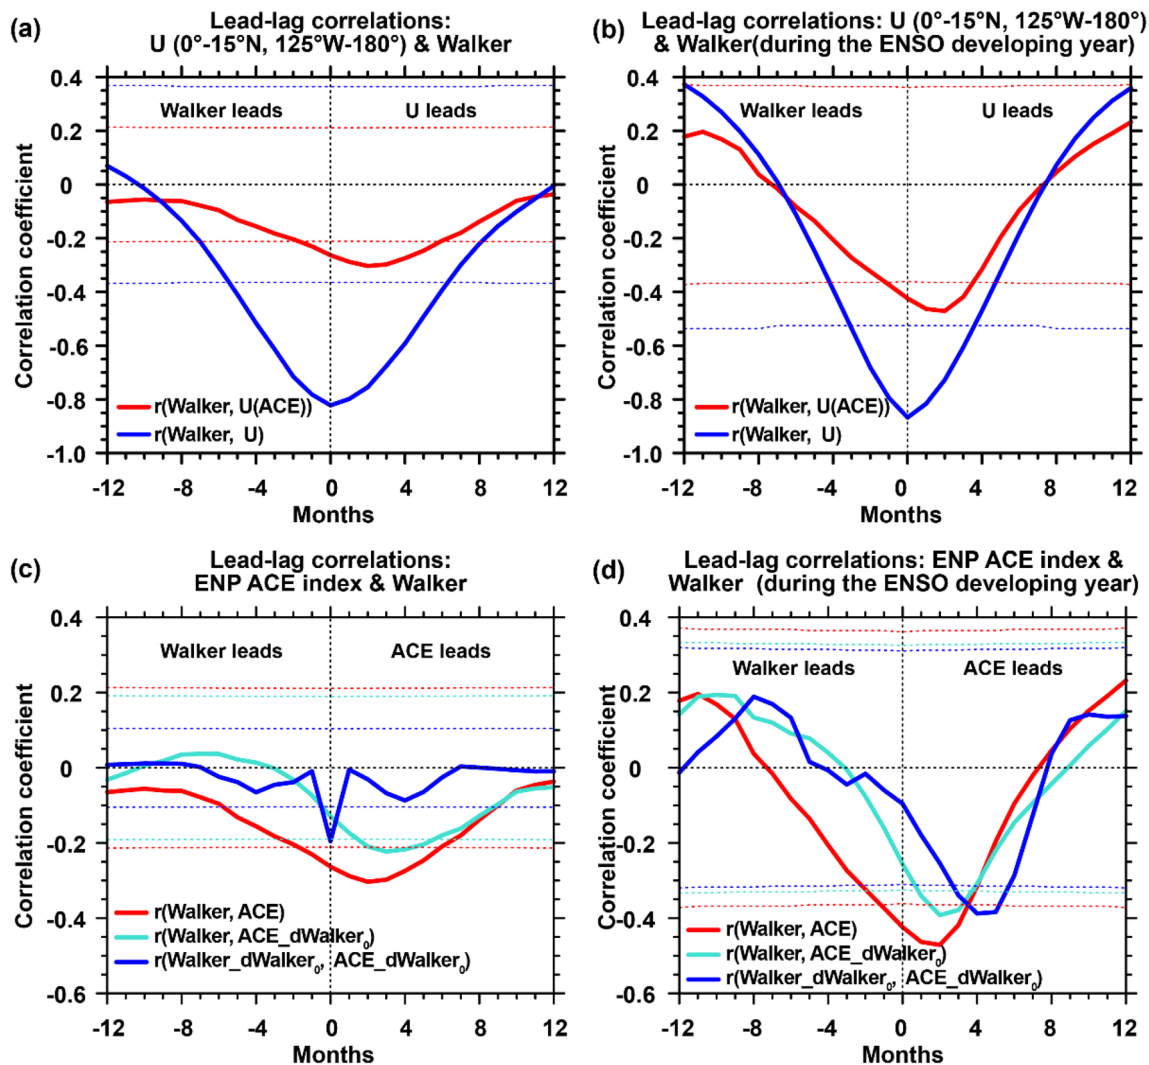 (a)
Lead-lag correlations:
U (0°-15°N, 125°W-180°) & Walker
0.4
0.2
0
-0.2
-0.4
-0.6
-0.8
-1.0
Correlation coefficient
Walker leads
U leads
r(Walker, U(ACE))
r(Walker, U)
-12 -8 -4 0 4 8 12
Months
(b)
Lead-lag correlations: U (0°-15°N, 125°W-180°)
& Walker(during the ENSO developing year)
0.4
0.2
0
-0.2
-0.4
-0.6
-0.8
-1.0
Correlation coefficient
Walker leads
U leads
r(Walker, U(ACE))
r(Walker, U)
-12 -8 -4 0 4 8 12
Months
(c)
Lead-lag correlations:
ENP ACE index & Walker
0.4
0.2
0
-0.2
-0.4
-0.6
Correlation coefficient
Walker leads
ACE leads
r(Walker, ACE)
r(Walker, ACE_dWalker₀)
r(Walker_dWalker₀, ACE_dWalker₀)
-12 -8 -4 0 4 8 12
Months
(d)
Lead-lag correlations: ENP ACE index &
Walker (during the ENSO developing year)
0.4
0.2
0
-0.2
-0.4
-0.6
Correlation coefficient
Walker leads
ACE leads
r(Walker, ACE)
r(Walker, ACE_dWalker₀)
r(Walker_dWalker₀, ACE_dWalker₀)
-12 -8 -4 0 4 8 12
Months